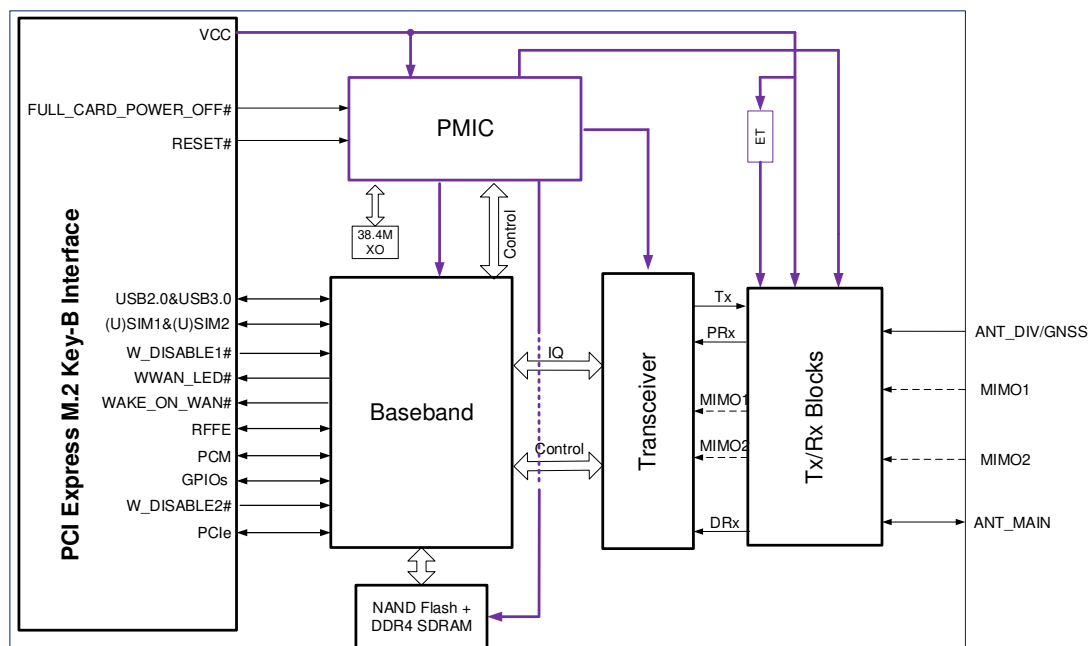 PCI Express M.2 Key-B Interface
VCC
FULL_CARD_POWER_OFF#
RESET#
USB2.0&USB3.0
(U)SIM1&(U)SIM2
W_DISABLE1#
WWAN_LED#
WAKE_ON_WAN#
RFFE
PCM
GPIOs
W_DISABLE2#
PCIe
PMIC
38.4M
XO
Control
ET
Baseband
IQ
Control
NAND Flash +
DDR4 SDRAM
Transceiver
Tx
PRx
MIMO1
MIMO2
DRx
Tx/Rx Blocks
ANT_DIV/GNSS
MIMO1
MIMO2
ANT_MAIN